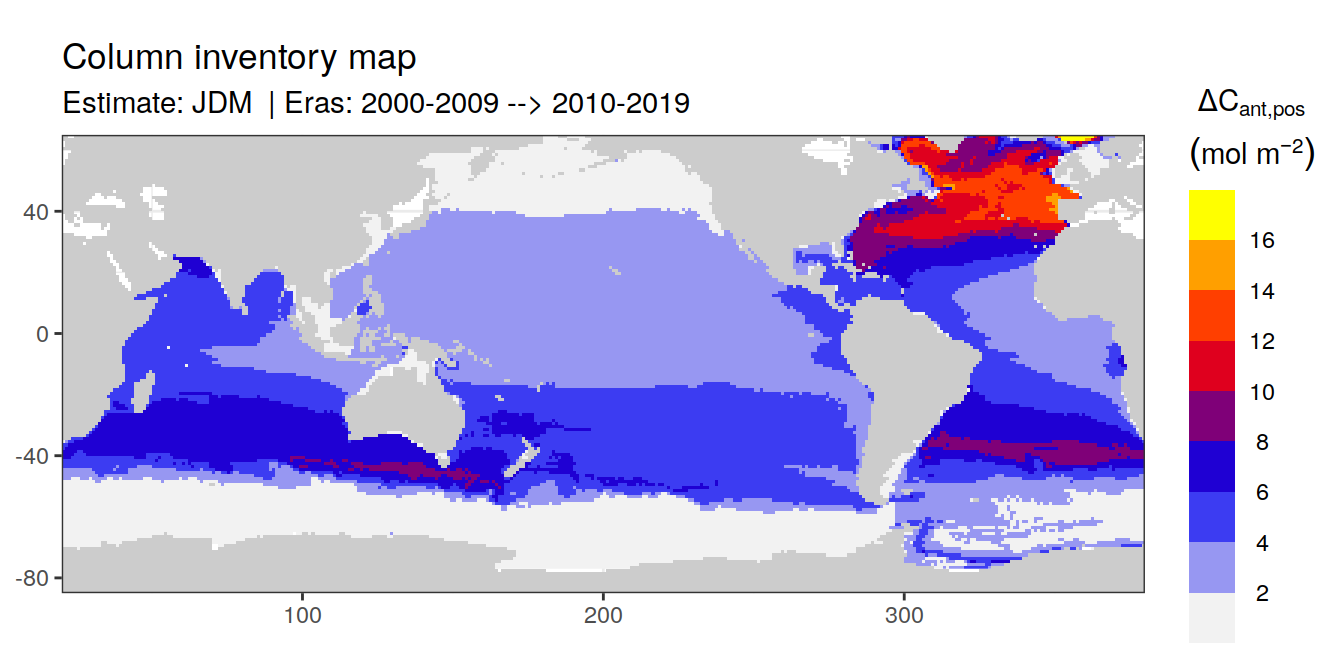 Column inventory map
Estimate: JDM | Eras: 2000-2009 --> 2010-2019
ΔCant,pos
(mol m−2)
16
14
12
10
8
6
4
2
40
0
-40
-80
100 200 300